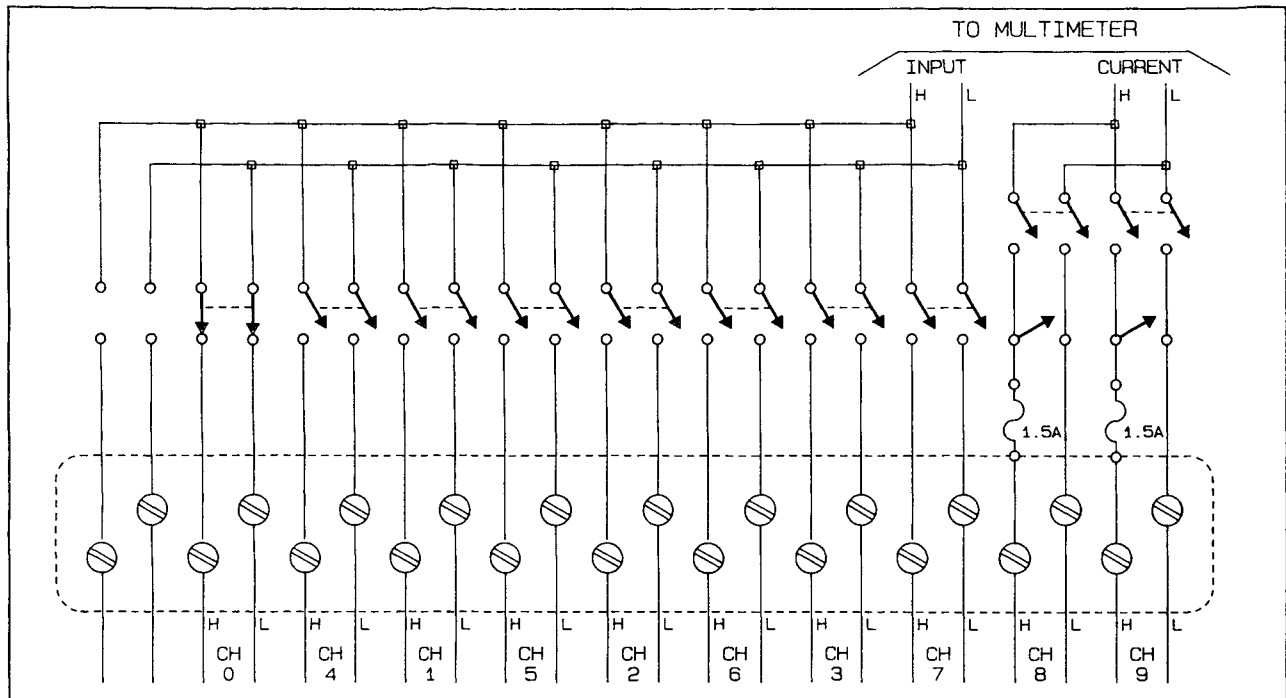 TO MULTIMETER
INPUT CURRENT
H L H L
1.5A 1.5A
H L H L H L H L H L H L H L H L H L H L
CH CH CH CH CH CH CH CH CH CH
0 4 1 5 2 6 3 7 8 9